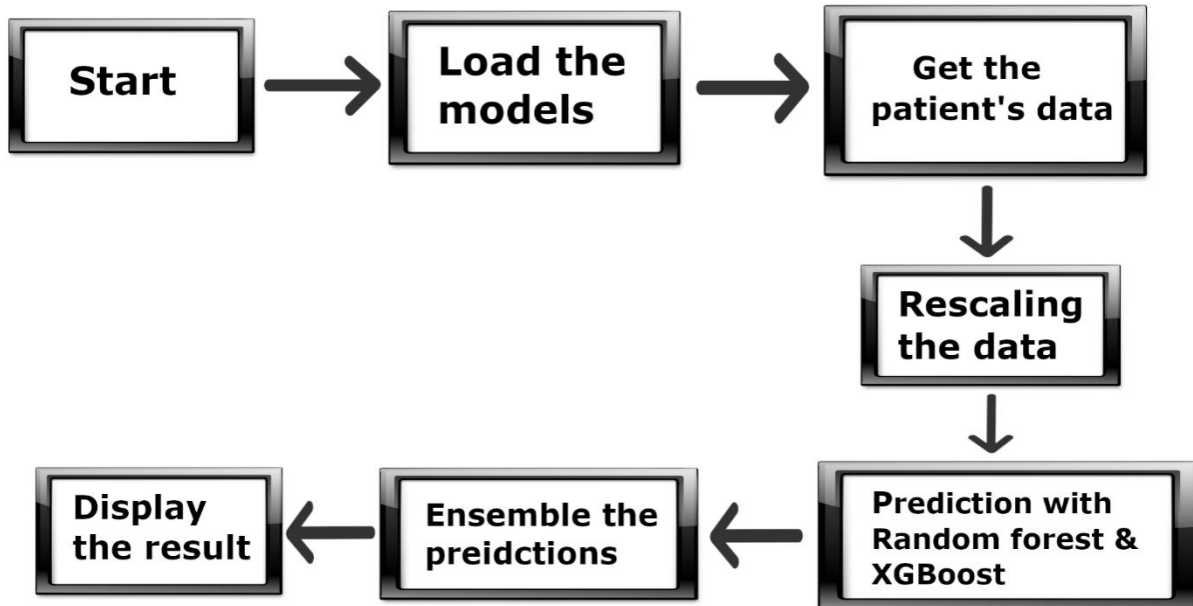 Start
Load the
models
Get the
patient's data
Rescaling
the data
Prediction with
Random forest &
XGBoost
Ensemble the
preidctions
Display
the result